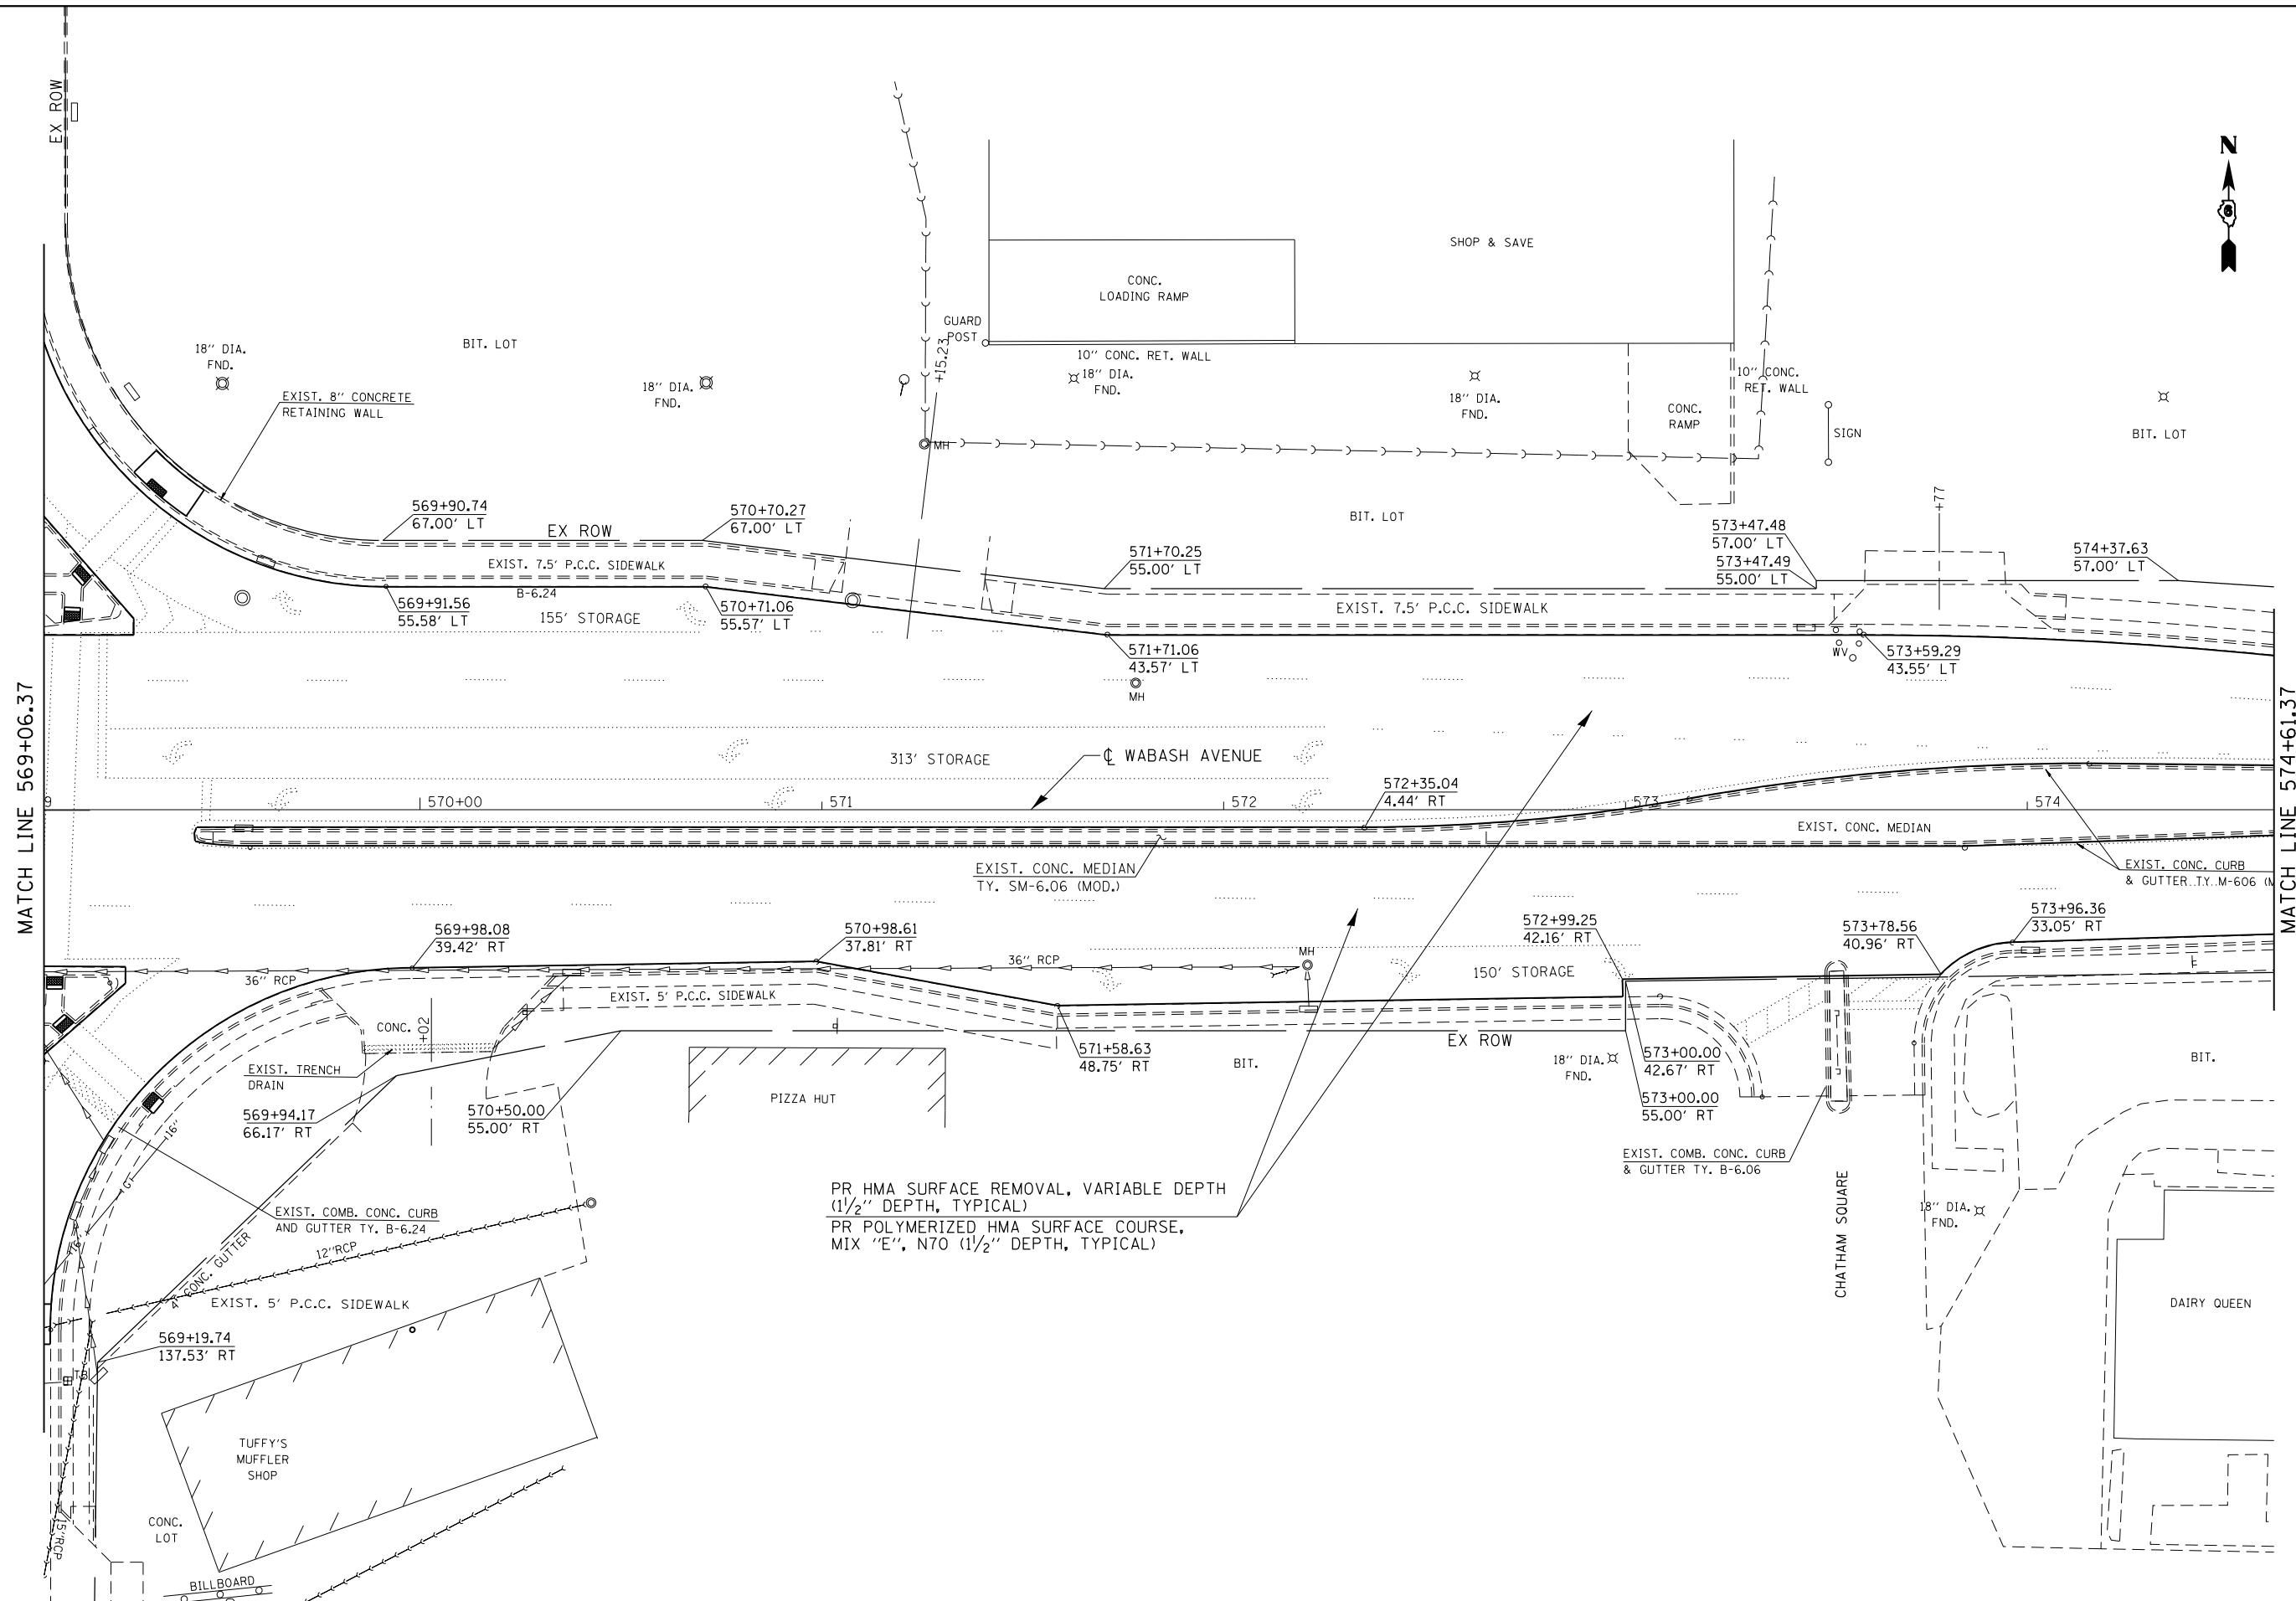 EX ROW
N
6
SHOP & SAVE
CONC.
LOADING RAMP
GUARD
POST
+15.23
10'' CONC. RET. WALL
18'' DIA.
FND.
BIT. LOT
18'' DIA.
FND.
18'' DIA.
FND.
18'' DIA.
FND.
10'' CONC.
RET. WALL
CONC.
RAMP
SIGN
BIT. LOT
EXIST. 8'' CONCRETE
RETAINING WALL
MH
569+90.74
67.00' LT
EX ROW
570+70.27
67.00' LT
BIT. LOT
+77
573+47.48
57.00' LT
573+47.49
55.00' LT
574+37.63
57.00' LT
571+70.25
55.00' LT
EXIST. 7.5' P.C.C. SIDEWALK
B-6.24
569+91.56
55.58' LT
155' STORAGE
570+71.06
55.57' LT
EXIST. 7.5' P.C.C. SIDEWALK
571+71.06
43.57' LT
MH
WV
573+59.29
43.55' LT
MATCH LINE 569+06.37
MATCH LINE 574+61.37
313' STORAGE
℄ WABASH AVENUE
9
570+00
571
572
573
574
572+35.04
4.44' RT
EXIST. CONC. MEDIAN
EXIST. CONC. MEDIAN
TY. SM-6.06 (MOD.)
EXIST. CONC. CURB
& GUTTER TY. M-606 (M
569+98.08
39.42' RT
570+98.61
37.81' RT
572+99.25
42.16' RT
573+78.56
40.96' RT
573+96.36
33.05' RT
36'' RCP
36'' RCP
MH
150' STORAGE
EXIST. 5' P.C.C. SIDEWALK
CONC.
+02
EXIST. TRENCH
DRAIN
569+94.17
66.17' RT
570+50.00
55.00' RT
PIZZA HUT
571+58.63
48.75' RT
BIT.
EX ROW
18'' DIA.
FND.
573+00.00
42.67' RT
573+00.00
55.00' RT
BIT.
EXIST. COMB. CONC. CURB
& GUTTER TY. B-6.06
CHATHAM SQUARE
PR HMA SURFACE REMOVAL, VARIABLE DEPTH
(1 1/2'' DEPTH, TYPICAL)
PR POLYMERIZED HMA SURFACE COURSE,
MIX "E", N70 (1 1/2'' DEPTH, TYPICAL)
18'' DIA.
FND.
DAIRY QUEEN
16''
GT
16'
EXIST. COMB. CONC. CURB
AND GUTTER TY. B-6.24
12''RCP
4' CONC. GUTTER
EXIST. 5' P.C.C. SIDEWALK
569+19.74
137.53' RT
TUFFY'S
MUFFLER
SHOP
CONC.
LOT
15''RCP
BILLBOARD